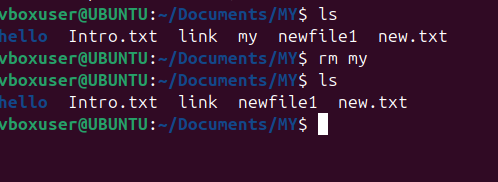 vboxuser@UBUNTU:~/Documents/MY$ ls
hello  Intro.txt  link  my  newfile1  new.txt
vboxuser@UBUNTU:~/Documents/MY$ rm my
vboxuser@UBUNTU:~/Documents/MY$ ls
hello  Intro.txt  link  newfile1  new.txt
vboxuser@UBUNTU:~/Documents/MY$